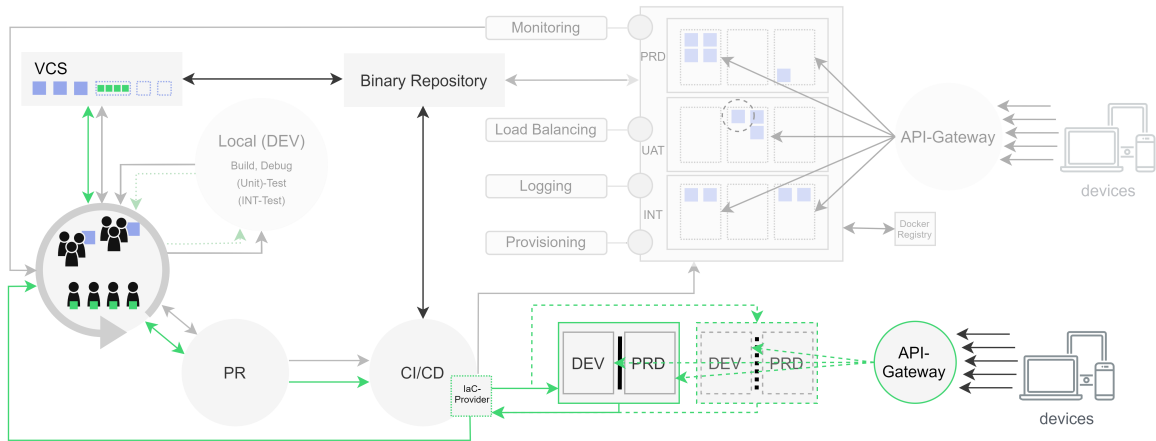 Monitoring
VCS
Binary Repository
PRD
Local (DEV)
Build, Debug
(Unit)-Test
(INT-Test)
Load Balancing
UAT
API-Gateway
devices
Logging
INT
Provisioning
Docker
Registry
PR
CI/CD
IaC-
Provider
DEV
PRD
DEV
PRD
API-
Gateway
devices